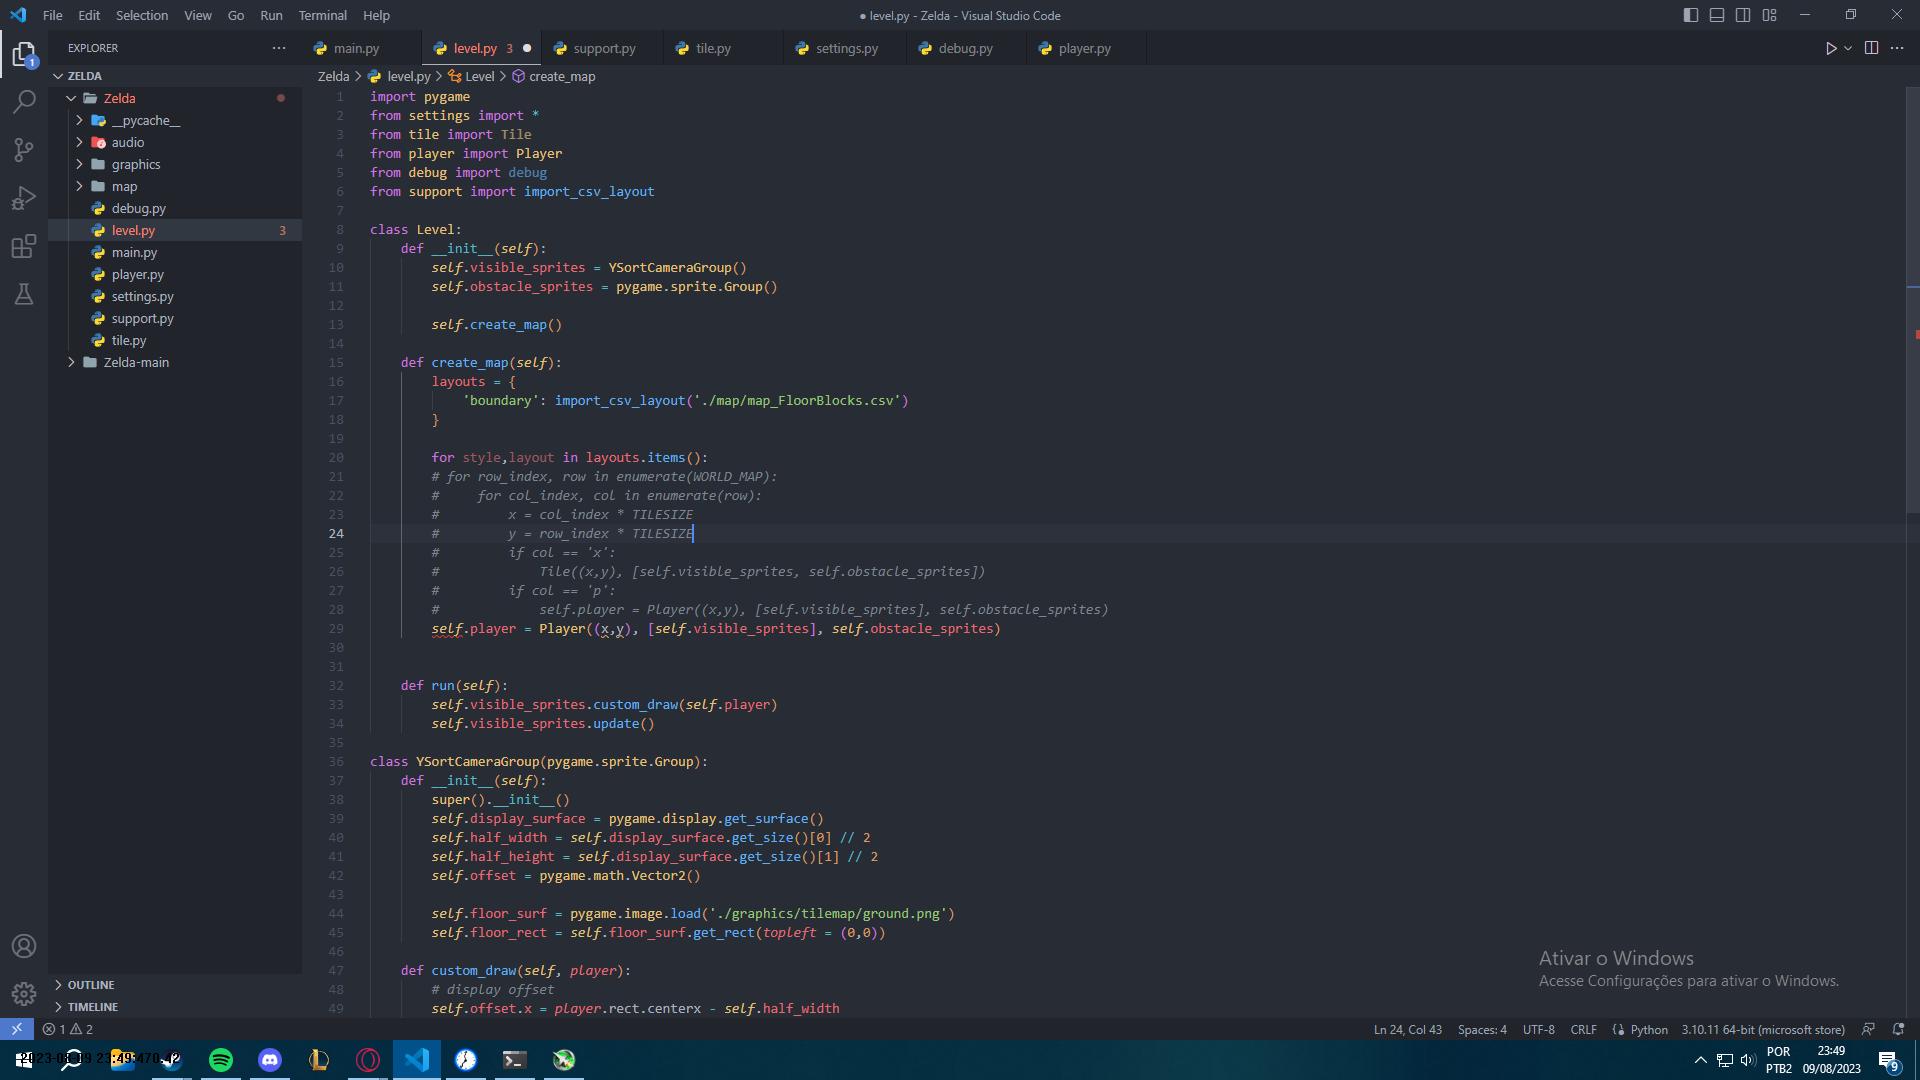 File Edit Selection View Go Run Terminal Help
● level.py - Zelda - Visual Studio Code
EXPLORER ···
main.py level.py 3 support.py tile.py settings.py debug.py player.py
ZELDA
Zelda
__pycache__
audio
graphics
map
debug.py
level.py 3
main.py
player.py
settings.py
support.py
tile.py
Zelda-main
OUTLINE
TIMELINE
Zelda > level.py > Level > create_map
1 import pygame
2 from settings import *
3 from tile import Tile
4 from player import Player
5 from debug import debug
6 from support import import_csv_layout
7
8 class Level:
9 def __init__(self):
10 self.visible_sprites = YSortCameraGroup()
11 self.obstacle_sprites = pygame.sprite.Group()
12
13 self.create_map()
14
15 def create_map(self):
16 layouts = {
17 'boundary': import_csv_layout('./map/map_FloorBlocks.csv')
18 }
19
20 for style,layout in layouts.items():
21 # for row_index, row in enumerate(WORLD_MAP):
22 # for col_index, col in enumerate(row):
23 # x = col_index * TILESIZE
24 # y = row_index * TILESIZE
25 # if col == 'x':
26 # Tile((x,y), [self.visible_sprites, self.obstacle_sprites])
27 # if col == 'p':
28 # self.player = Player((x,y), [self.visible_sprites], self.obstacle_sprites)
29 self.player = Player((x,y), [self.visible_sprites], self.obstacle_sprites)
30
31
32 def run(self):
33 self.visible_sprites.custom_draw(self.player)
34 self.visible_sprites.update()
35
36 class YSortCameraGroup(pygame.sprite.Group):
37 def __init__(self):
38 super().__init__()
39 self.display_surface = pygame.display.get_surface()
40 self.half_width = self.display_surface.get_size()[0] // 2
41 self.half_height = self.display_surface.get_size()[1] // 2
42 self.offset = pygame.math.Vector2()
43
44 self.floor_surf = pygame.image.load('./graphics/tilemap/ground.png')
45 self.floor_rect = self.floor_surf.get_rect(topleft = (0,0))
46
47 def custom_draw(self, player):
48 # display offset
49 self.offset.x = player.rect.centerx - self.half_width
Ativar o Windows
Acesse Configurações para ativar o Windows.
1 2
Ln 24, Col 43 Spaces: 4 UTF-8 CRLF Python 3.10.11 64-bit (microsoft store)
POR
PTB2
23:49
09/08/2023
9